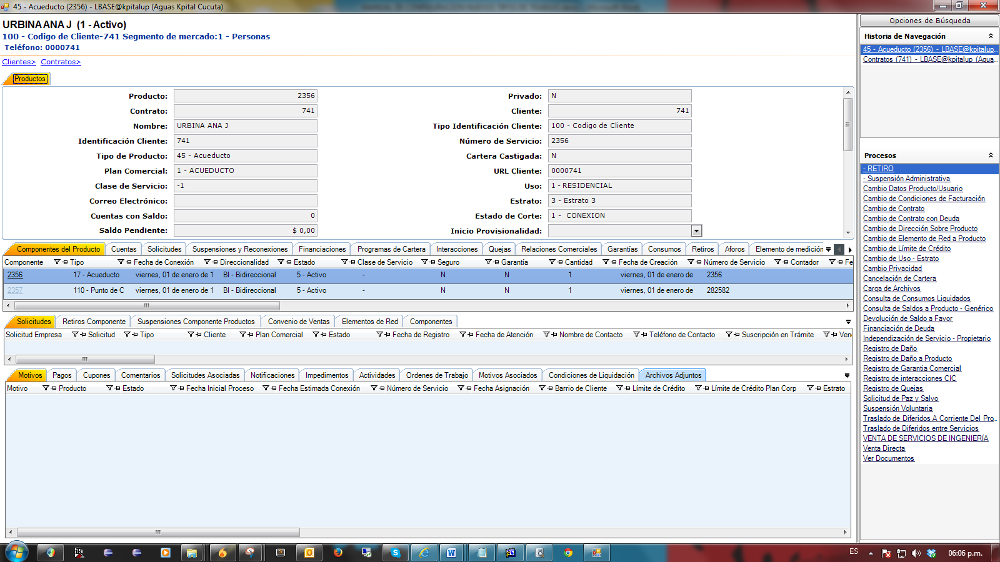 45 - Acueducto (2356) - LBASE@kpitalup (Aguas Kpital Cucuta)
URBINA ANA J (1 - Activo)
100 - Codigo de Cliente-741 Segmento de mercado:1 - Personas
Teléfono: 0000741
Clientes> Contratos>
Productos
Producto: 2356 Privado: N
Contrato: 741 Cliente: 741
Nombre: URBINA ANA J Tipo Identificación Cliente: 100 - Codigo de Cliente
Identificación Cliente: 741 Número de Servicio: 2356
Tipo de Producto: 45 - Acueducto Cartera Castigada: N
Plan Comercial: 1 - ACUEDUCTO URL Cliente: 0000741
Clase de Servicio: -1 Uso: 1 - RESIDENCIAL
Correo Electrónico: Estrato: 3 - Estrato 3
Cuentas con Saldo: 0 Estado de Corte: 1 - CONEXION
Saldo Pendiente: $ 0,00 Inicio Provisionalidad:
Componentes del Producto Cuentas Solicitudes Suspensiones y Reconexiones Financiaciones Programas de Cartera Interacciones Quejas Relaciones Comerciales Garantías Consumos Retiros Aforos Elemento de medición
Componente Tipo Fecha de Conexión Direccionalidad Estado Clase de Servicio Seguro Garantía Cantidad Fecha de Creación Número de Servicio Contador Fe
2356 17 - Acueducto viernes, 01 de enero de 1 BI - Bidireccional 5 - Activo - N N 1 viernes, 01 de enero de 2356
2357 110 - Punto de C viernes, 01 de enero de 1 BI - Bidireccional 5 - Activo - N N 1 viernes, 01 de enero de 282582
Solicitudes Retiros Componente Suspensiones Componente Productos Convenio de Ventas Elementos de Red Componentes
Solicitud Empresa Solicitud Tipo Cliente Plan Comercial Estado Fecha de Registro Fecha de Atención Nombre de Contacto Teléfono de Contacto Suscripción en Trámite Ven
Motivos Pagos Cupones Comentarios Solicitudes Asociadas Notificaciones Impedimentos Actividades Ordenes de Trabajo Motivos Asociados Condiciones de Liquidación Archivos Adjuntos
Motivo Producto Estado Fecha Inicial Proceso Fecha Estimada Conexión Número de Servicio Fecha Asignación Barrio de Cliente Límite de Crédito Límite de Crédito Plan Corp Estrato
Opciones de Búsqueda
Historia de Navegación
45 - Acueducto (2356) - LBASE@kpitalup...
Contratos (741) - LBASE@kpitalup (Agua...
Procesos
- RETIRO
- Suspensión Administrativa
Cambio Datos Producto/Usuario
Cambio de Condiciones de Facturación
Cambio de Contrato
Cambio de Contrato con Deuda
Cambio de Dirección Sobre Producto
Cambio de Elemento de Red a Producto
Cambio de Límite de Crédito
Cambio de Uso - Estrato
Cambio Privacidad
Cancelación de Cartera
Carga de Archivos
Consulta de Consumos Liquidados
Consulta de Saldos a Producto - Genérico
Devolución de Saldo a Favor
Financiación de Deuda
Independización de Servicio - Propietario
Registro de Daño
Registro de Daño a Producto
Registro de Garantia Comercial
Registro de interacciones CIC
Registro de Quejas
Solicitud de Paz y Salvo
Suspensión Voluntaria
Traslado de Diferidos A Corriente Del Pro...
Traslado de Diferidos entre Servicios
VENTA DE SERVICIOS DE INGENIERÍA
Venta Directa
Ver Documentos
ES 06:06 p.m.